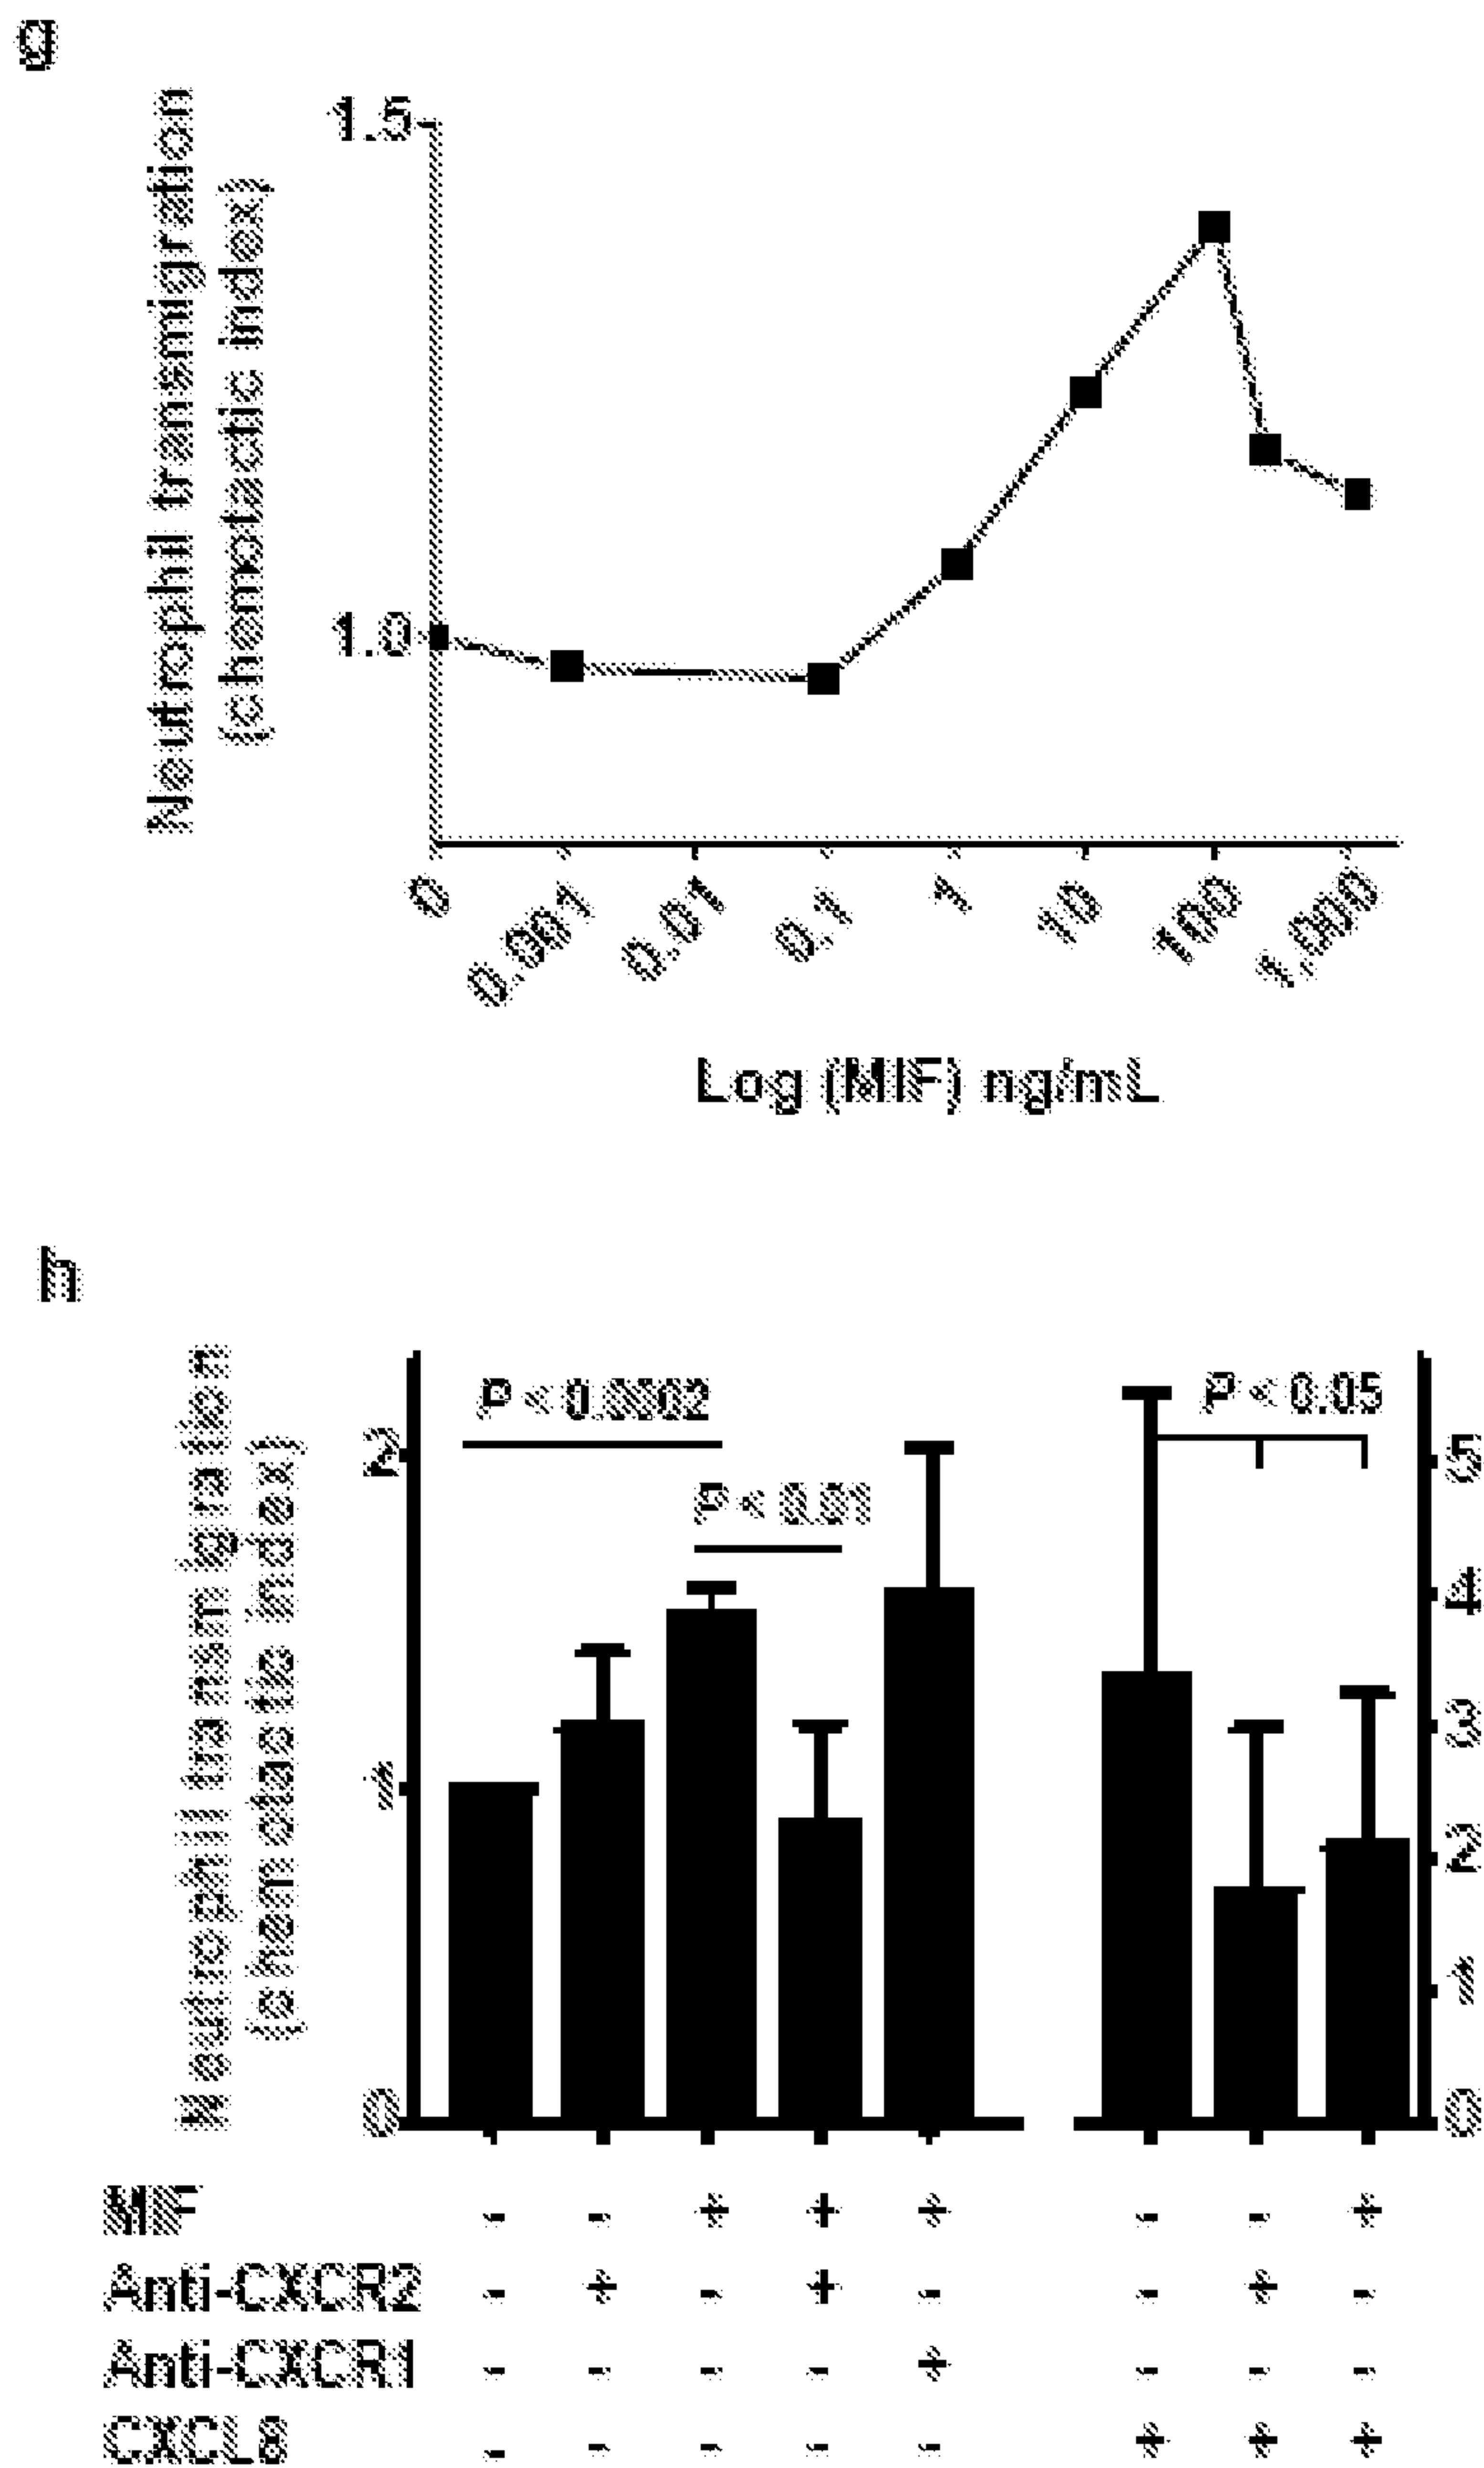 g
Neutrophil transmigration
(chemotactic index)
1.5
1.0
0 0.001 0.01 0.1 1 10 100 1,000
Log (MIF) ng/mL
h
Neutrophil transmigration
(chemotactic index)
2
1
0
P < 0.0002
P < 0.01
P < 0.05
5
4
3
2
1
0
MIF - - + + + - - +
Anti-CXCR2 - + - + - - + -
Anti-CXCR1 - - - - + - - -
CXCL8 - - - - - + + +